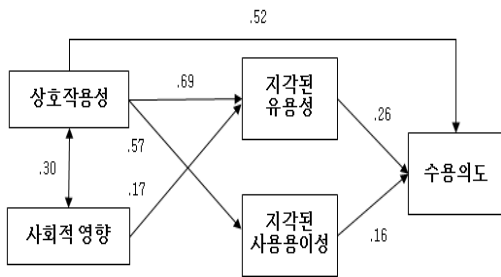 .52
상호작용성
.69
지각된
유용성
.26
.30
.57
.17
수용의도
사회적 영향
지각된
사용용이성
.16